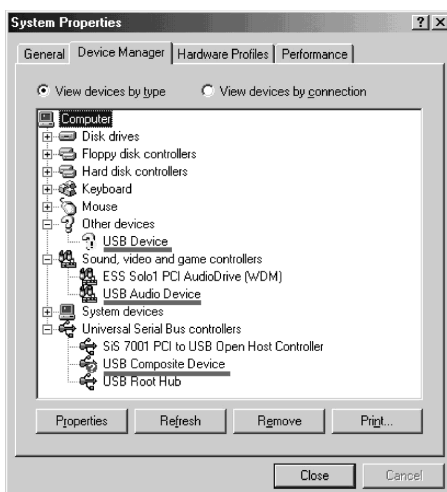 System Properties
General Device Manager Hardware Profiles Performance
View devices by type View devices by connection
Computer
Disk drives
Floppy disk controllers
Hard disk controllers
Keyboard
Mouse
Other devices
USB Device
Sound, video and game controllers
ESS Solo1 PCI AudioDrive (WDM)
USB Audio Device
System devices
Universal Serial Bus controllers
SiS 7001 PCI to USB Open Host Controller
USB Composite Device
USB Root Hub
Properties Refresh Remove Print...
Close Cancel